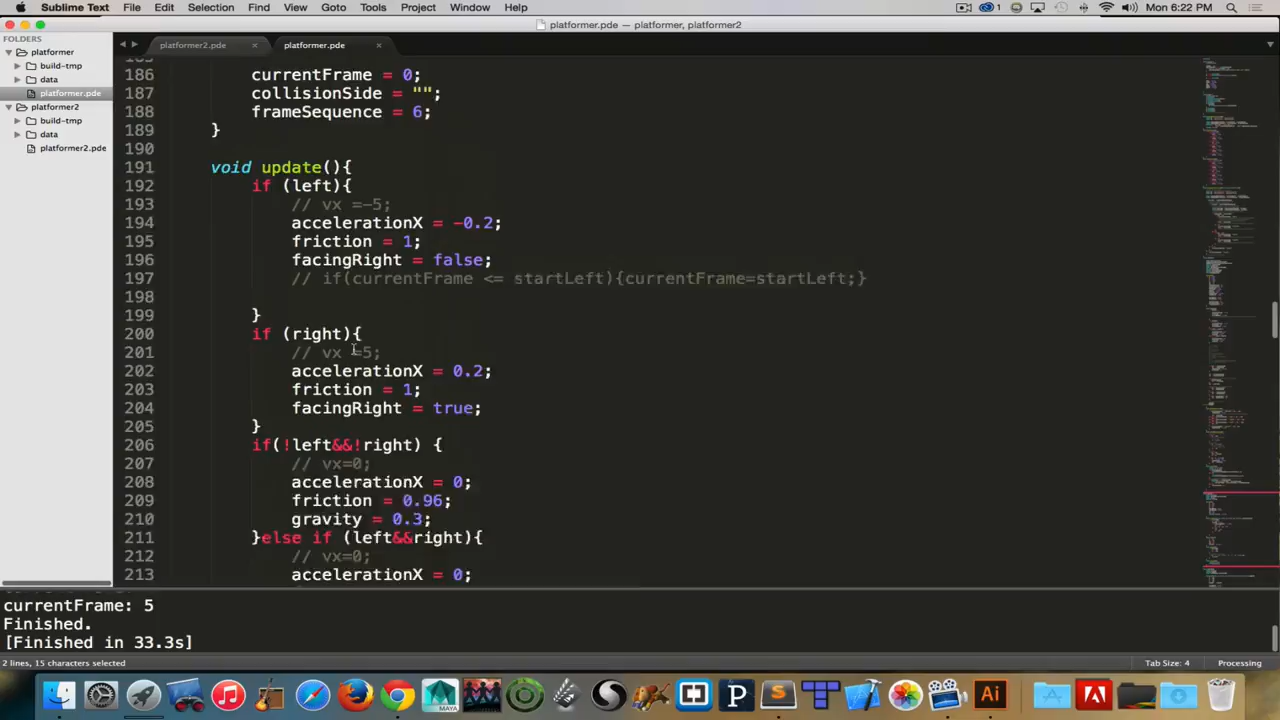 Sublime Text File Edit Selection Find View Goto Tools Project Window Help Mon 6:22 PM
platformer.pde — platformer, platformer2
FOLDERS
platformer
build-tmp
data
platformer.pde
platformer2
build-tmp
data
platformer2.pde
platformer2.pde × platformer.pde ×
186 currentFrame = 0;
187 collisionSide = "";
188 frameSequence = 6;
189 }
190
191 void update(){
192 if (left){
193 // vx =-5;
194 accelerationX = -0.2;
195 friction = 1;
196 facingRight = false;
197 // if(currentFrame <= startLeft){currentFrame=startLeft;}
198
199 }
200 if (right){
201 // vx =5;
202 accelerationX = 0.2;
203 friction = 1;
204 facingRight = true;
205 }
206 if(!left&&!right) {
207 // vx=0;
208 accelerationX = 0;
209 friction = 0.96;
210 gravity = 0.3;
211 }else if (left&&right){
212 // vx=0;
213 accelerationX = 0;
currentFrame: 5
Finished.
[Finished in 33.3s]
2 lines, 15 characters selected Tab Size: 4 Processing
MAYA
P
S
Ai